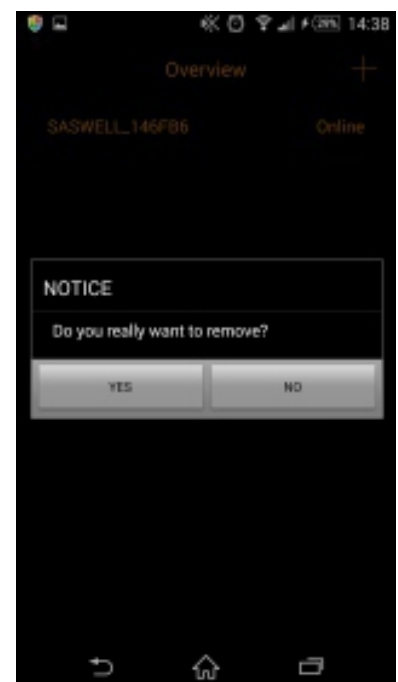 14:38
Overview
SASWELL_146FB6 Online
NOTICE
Do you really want to remove?
YES NO